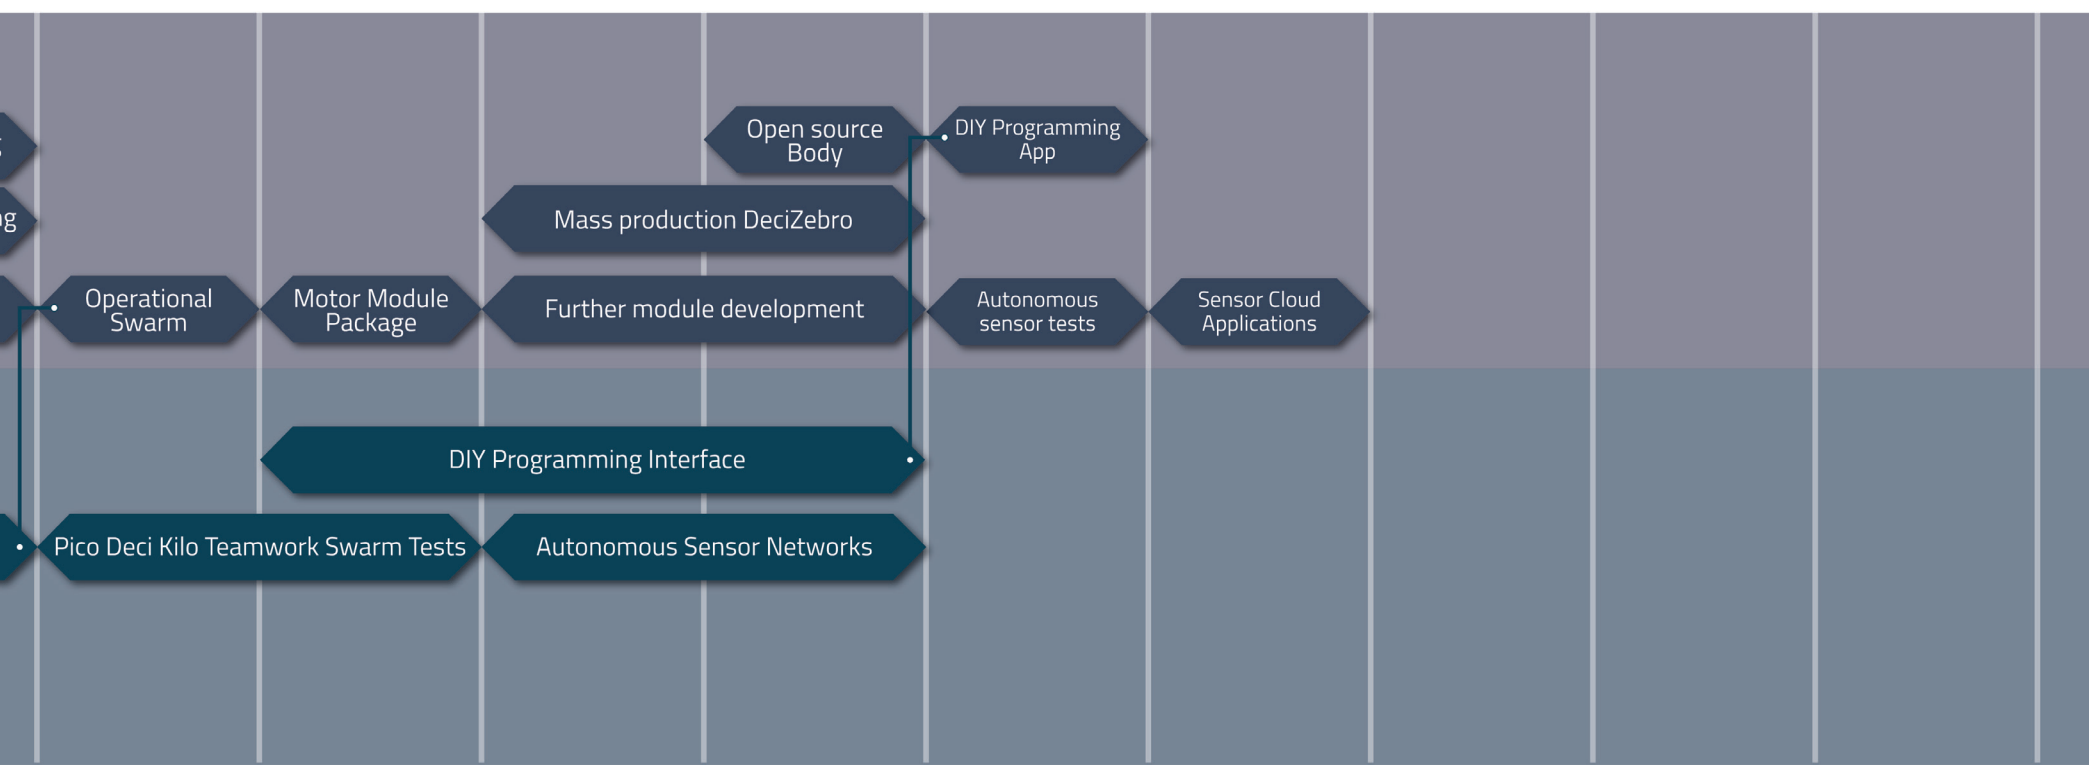 Open source
Body
DIY Programming
App
ng
Mass production DeciZebro
Operational
Swarm
Motor Module
Package
Further module development
Autonomous
sensor tests
Sensor Cloud
Applications
DIY Programming Interface
Pico Deci Kilo Teamwork Swarm Tests
Autonomous Sensor Networks